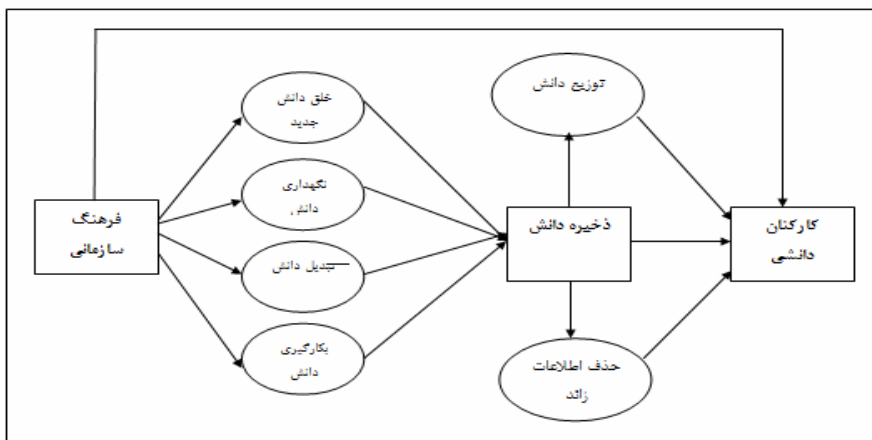 خلق دانش
جدید
نگهداری
دانش
تبدیل دانش
بکارگیری
دانش
فرهنگ
سازمانی
توزیع دانش
ذخیره دانش
حذف اطلاعات
زائد
کارکنان
دانشی